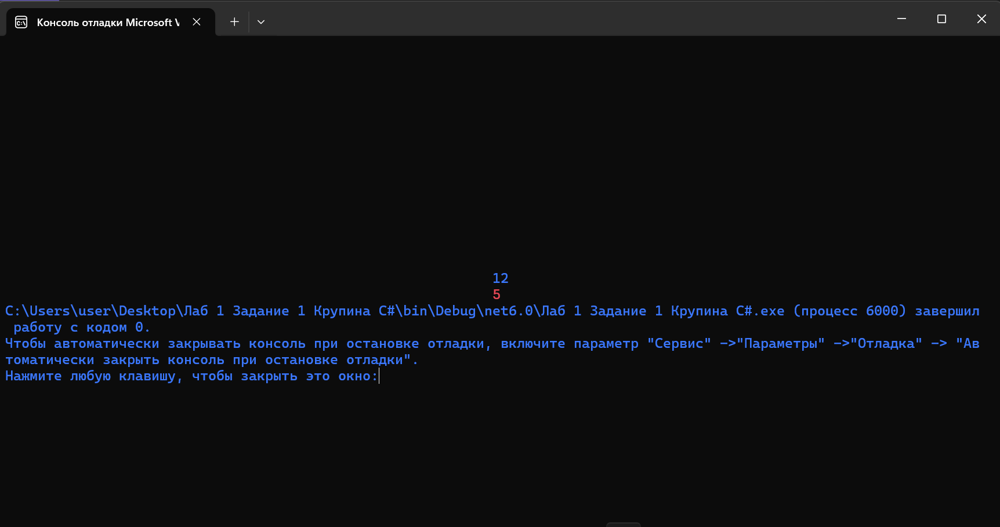 Консоль отладки Microsoft V
12
5
C:\Users\user\Desktop\Лаб 1 Задание 1 Крупина C#\bin\Debug\net6.0\Лаб 1 Задание 1 Крупина C#.exe (процесс 6000) завершил
работу с кодом 0.
Чтобы автоматически закрывать консоль при остановке отладки, включите параметр "Сервис" ->"Параметры" ->"Отладка" -> "Ав
томатически закрыть консоль при остановке отладки".
Нажмите любую клавишу, чтобы закрыть это окно: